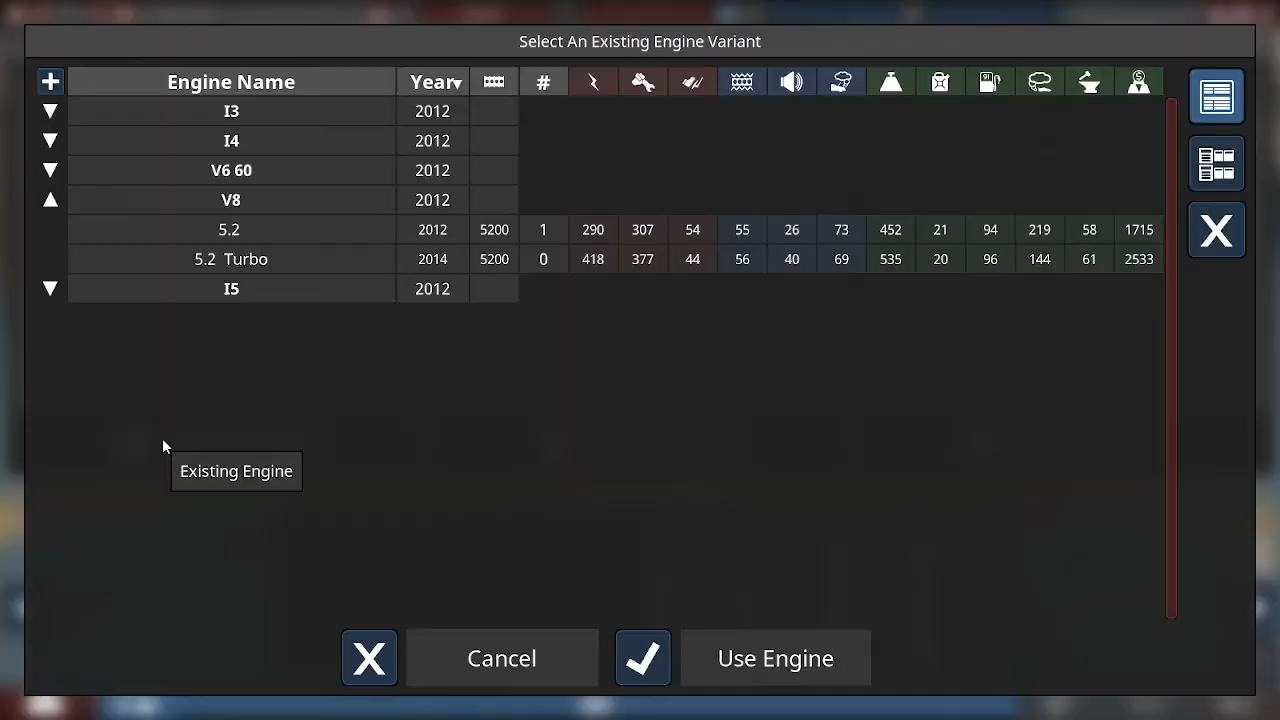 Select An Existing Engine Variant
Engine Name Year #
I3 2012
I4 2012
V6 60 2012
V8 2012
5.2 2012 5200 1 290 307 54 55 26 73 452 21 94 219 58 1715
5.2 Turbo 2014 5200 0 418 377 44 56 40 69 535 20 96 144 61 2533
I5 2012
Existing Engine
Cancel Use Engine